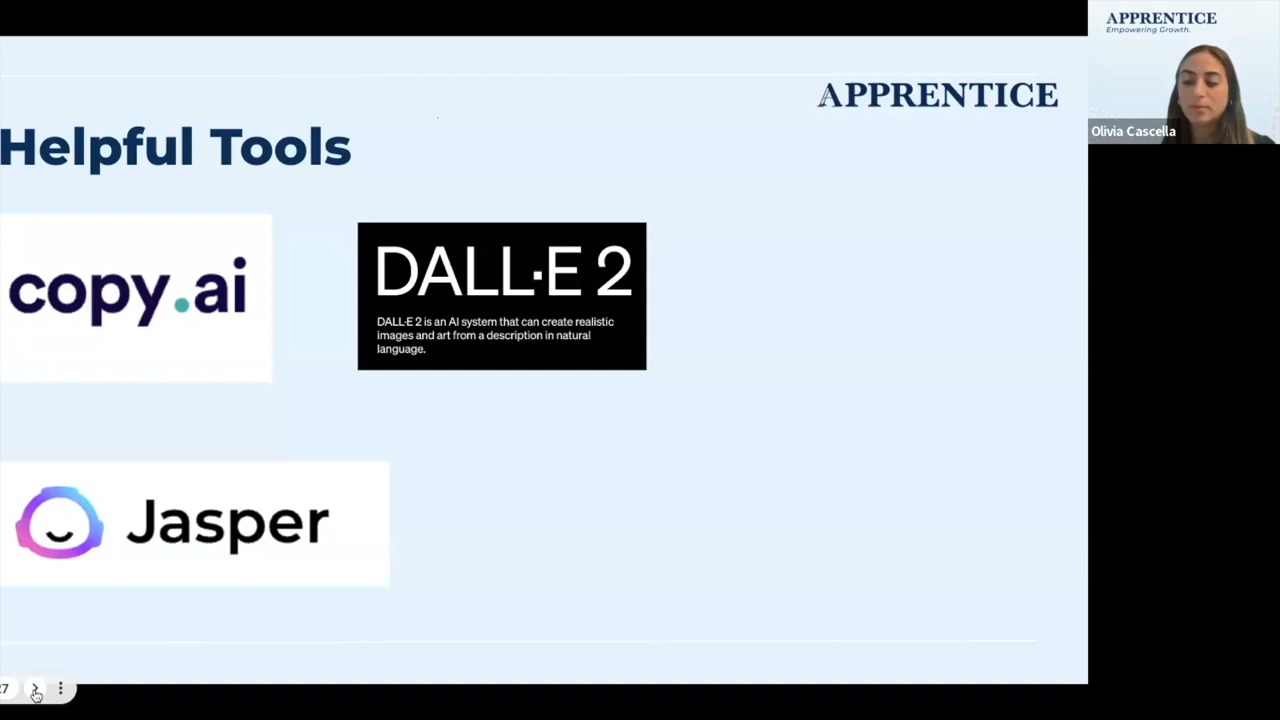 APPRENTICE
Empowering Growth.
Olivia Cascella
APPRENTICE
Helpful Tools
copy.ai
DALL·E 2
DALL·E 2 is an AI system that can create realistic
images and art from a description in natural
language.
Jasper
27